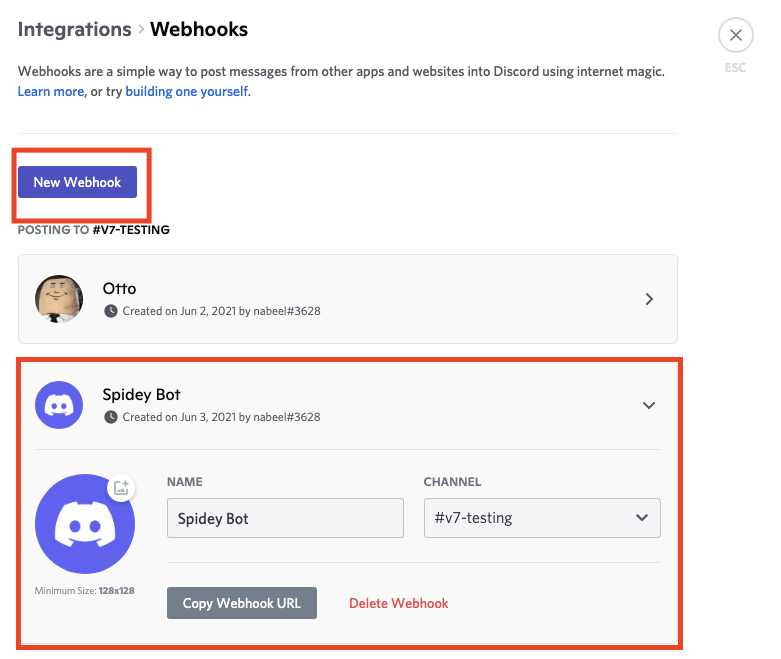 Integrations > Webhooks
ESC
Webhooks are a simple way to post messages from other apps and websites into Discord using internet magic.
Learn more, or try building one yourself.
New Webhook
POSTING TO #V7-TESTING
Otto
Created on Jun 2, 2021 by nabeel#3628
Spidey Bot
Created on Jun 3, 2021 by nabeel#3628
NAME
CHANNEL
Spidey Bot
#v7-testing
Minimum Size: 128x128
Copy Webhook URL
Delete Webhook